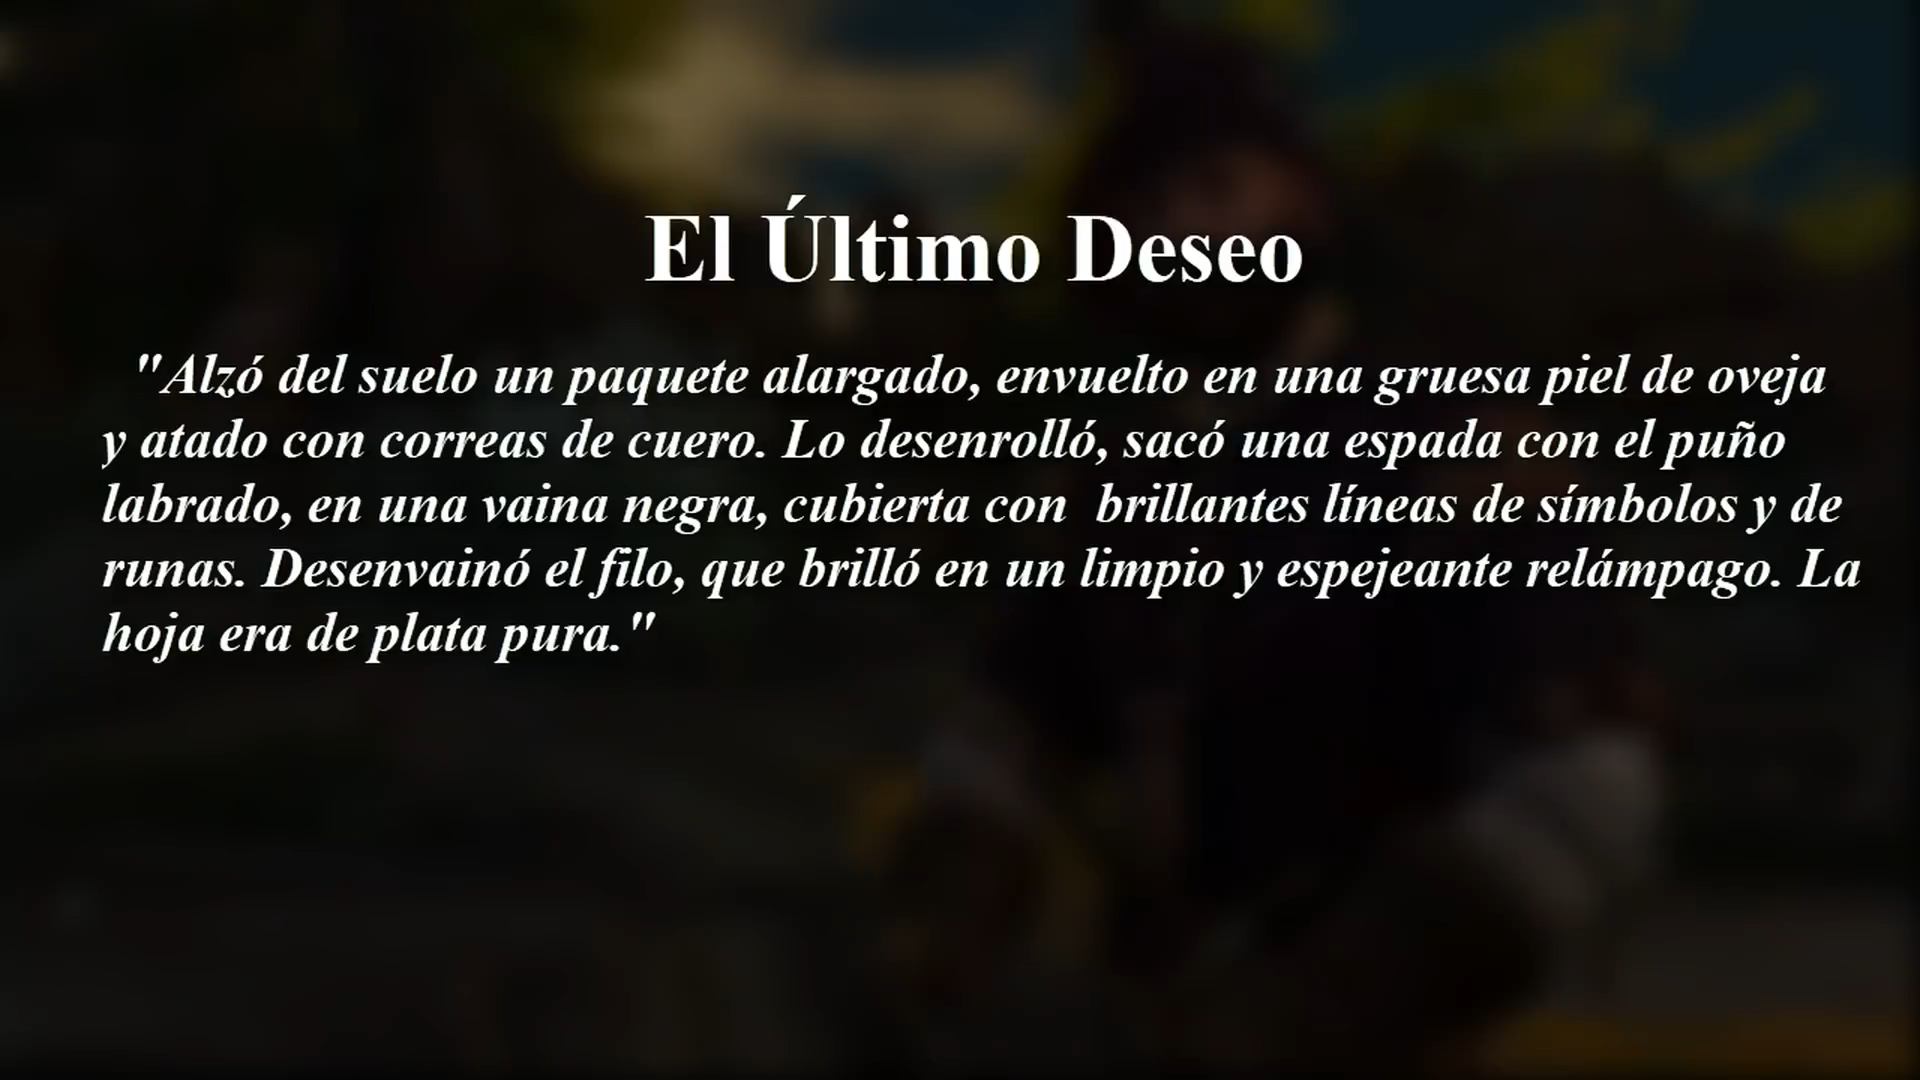 El Último Deseo
"Alzó del suelo un paquete alargado, envuelto en una gruesa piel de oveja
y atado con correas de cuero. Lo desenrolló, sacó una espada con el puño
labrado, en una vaina negra, cubierta con  brillantes líneas de símbolos y de
runas. Desenvainó el filo, que brilló en un limpio y espejeante relámpago. La
hoja era de plata pura."